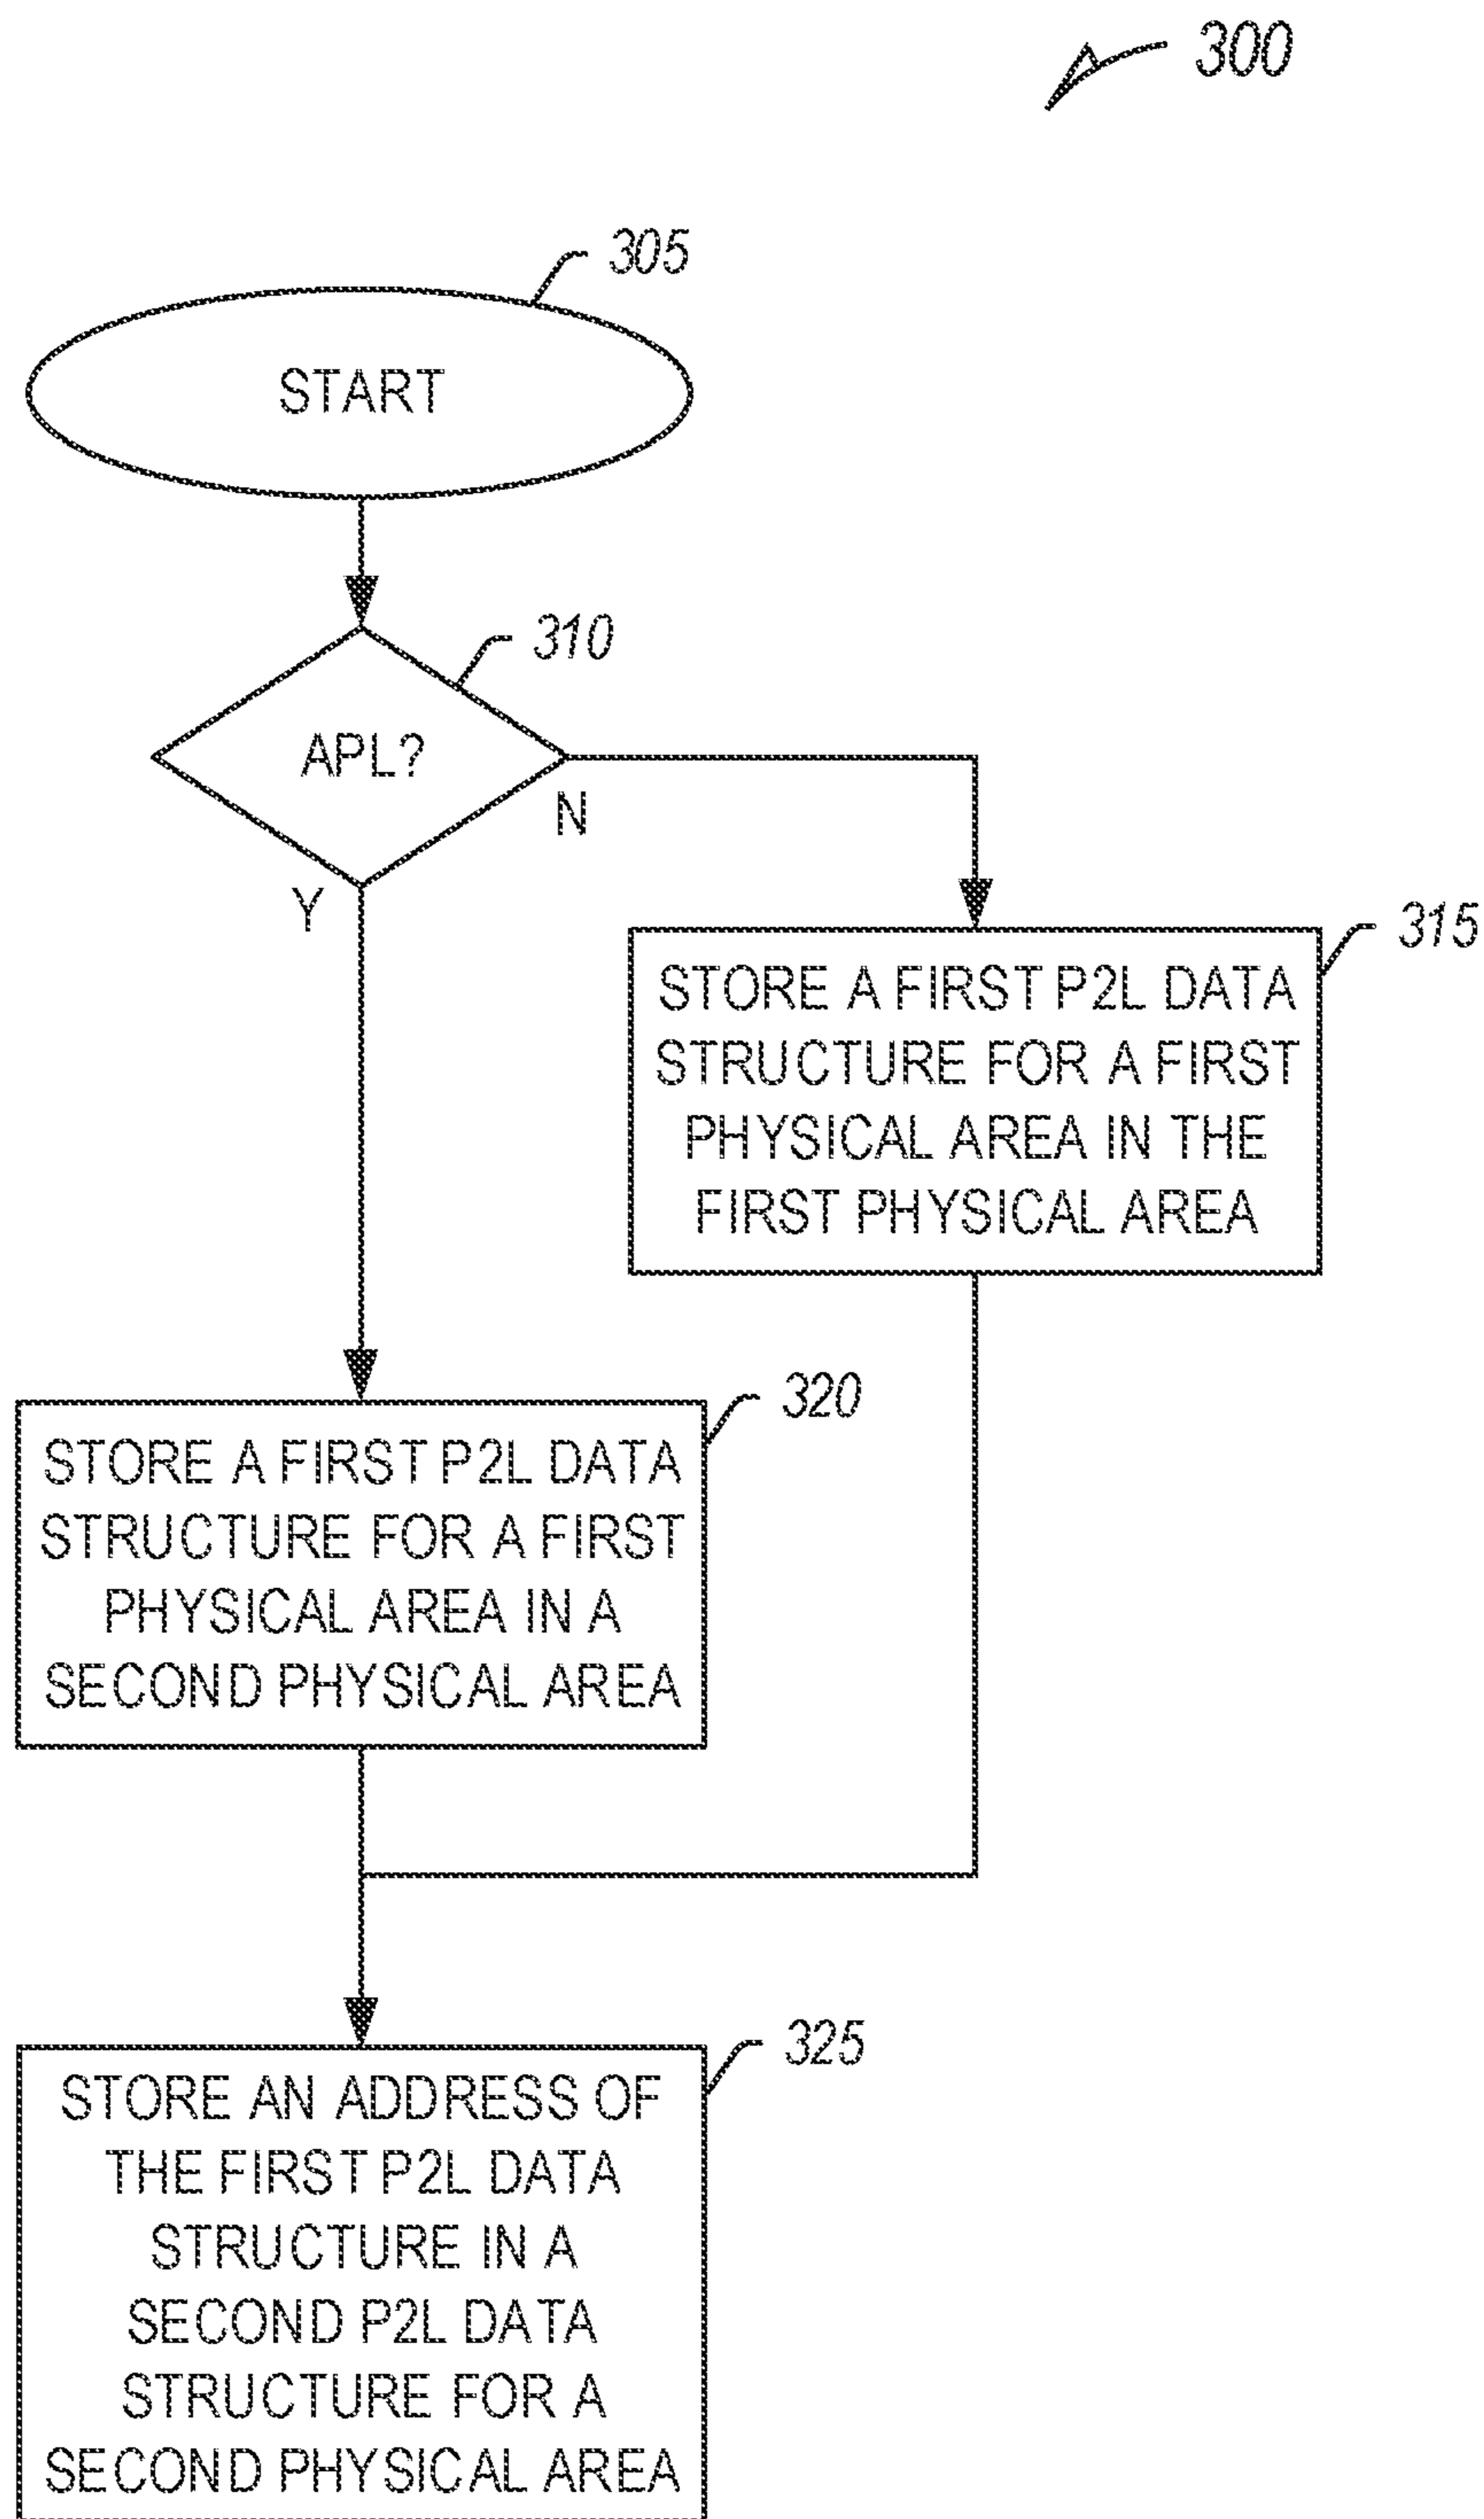 300
305
START
310
APL?
N
Y
315
STORE A FIRST P2L DATA
STRUCTURE FOR A FIRST
PHYSICAL AREA IN THE
FIRST PHYSICAL AREA
320
STORE A FIRST P2L DATA
STRUCTURE FOR A FIRST
PHYSICAL AREA IN A
SECOND PHYSICAL AREA
325
STORE AN ADDRESS OF
THE FIRST P2L DATA
STRUCTURE IN A
SECOND P2L DATA
STRUCTURE FOR A
SECOND PHYSICAL AREA